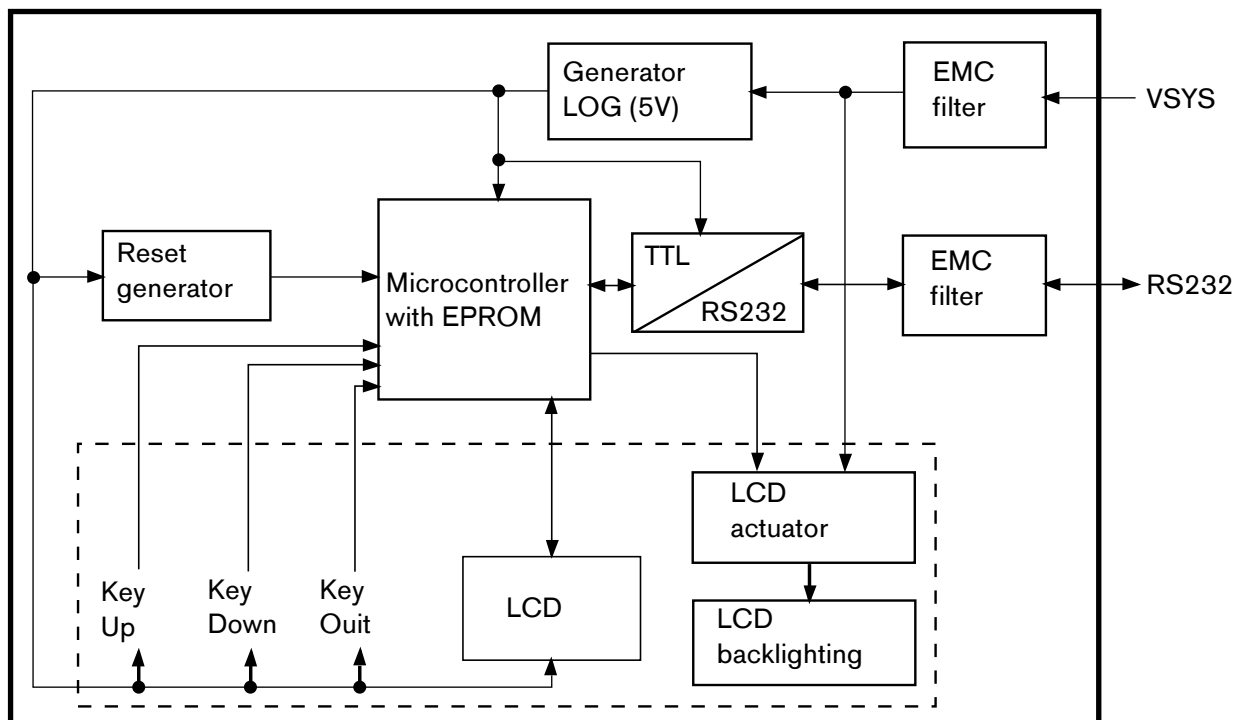 Generator
LOG (5V)
EMC
filter
VSYS
Reset
generator
Microcontroller
with EPROM
TTL
RS232
EMC
filter
RS232
LCD
actuator
Key
Up
Key
Down
Key
Ouit
LCD
LCD
backlighting